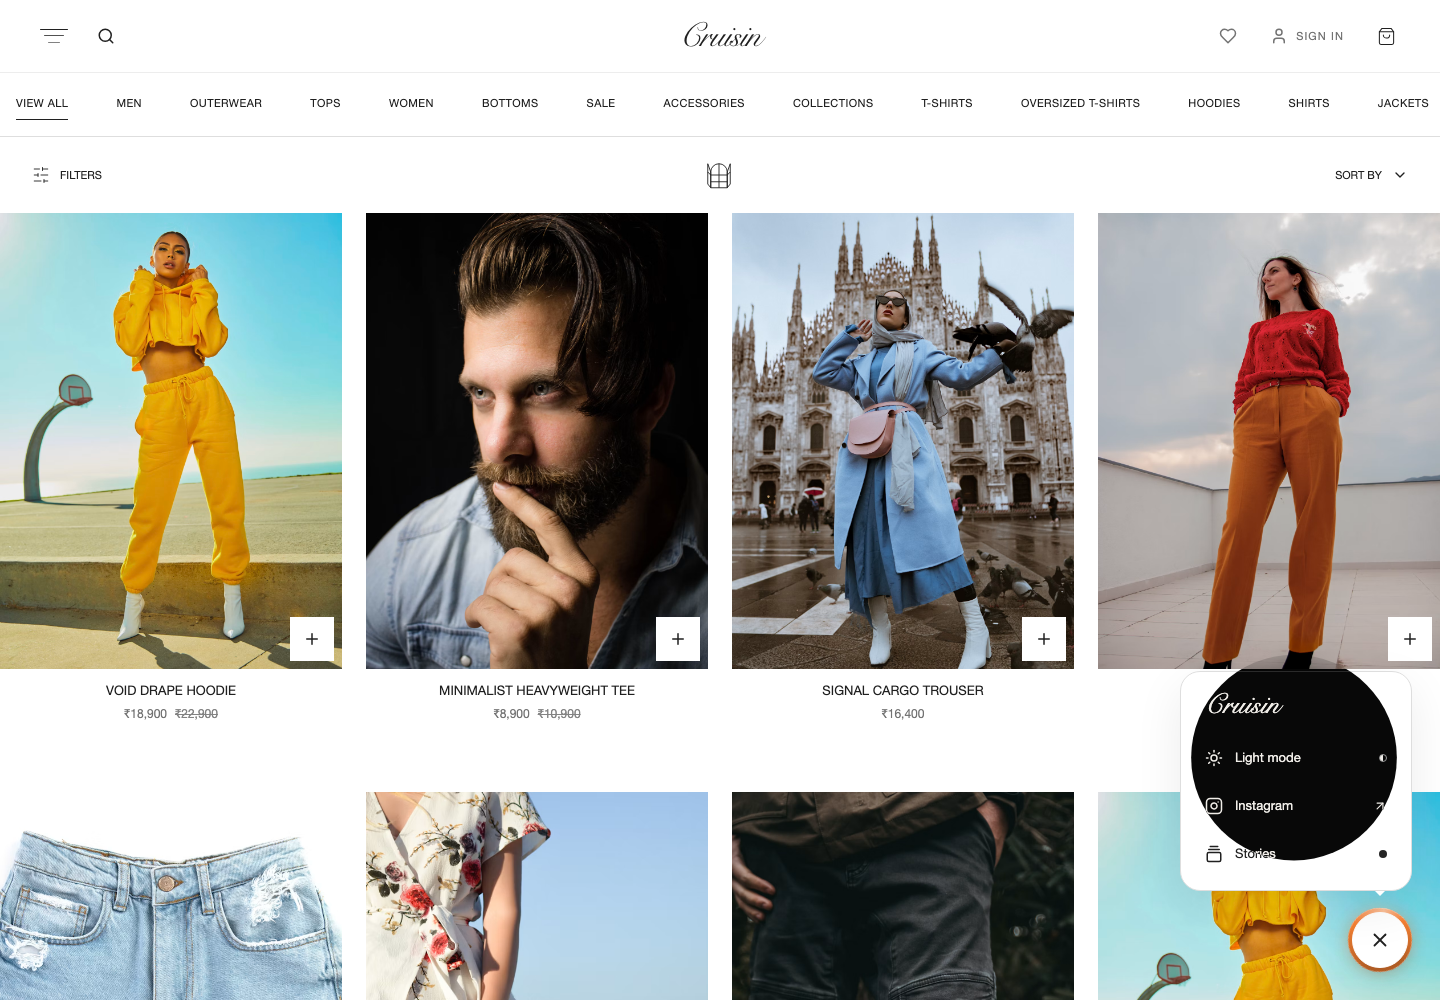 Cruisin
SIGN IN
VIEW ALL
MEN
OUTERWEAR
TOPS
WOMEN
BOTTOMS
SALE
ACCESSORIES
COLLECTIONS
T-SHIRTS
OVERSIZED T-SHIRTS
HOODIES
SHIRTS
JACKETS
FILTERS
SORT BY
VOID DRAPE HOODIE
₹18,900 ₹22,900
MINIMALIST HEAVYWEIGHT TEE
₹8,900 ₹10,900
SIGNAL CARGO TROUSER
₹16,400
Cruisin
Light mode
Instagram
Stories